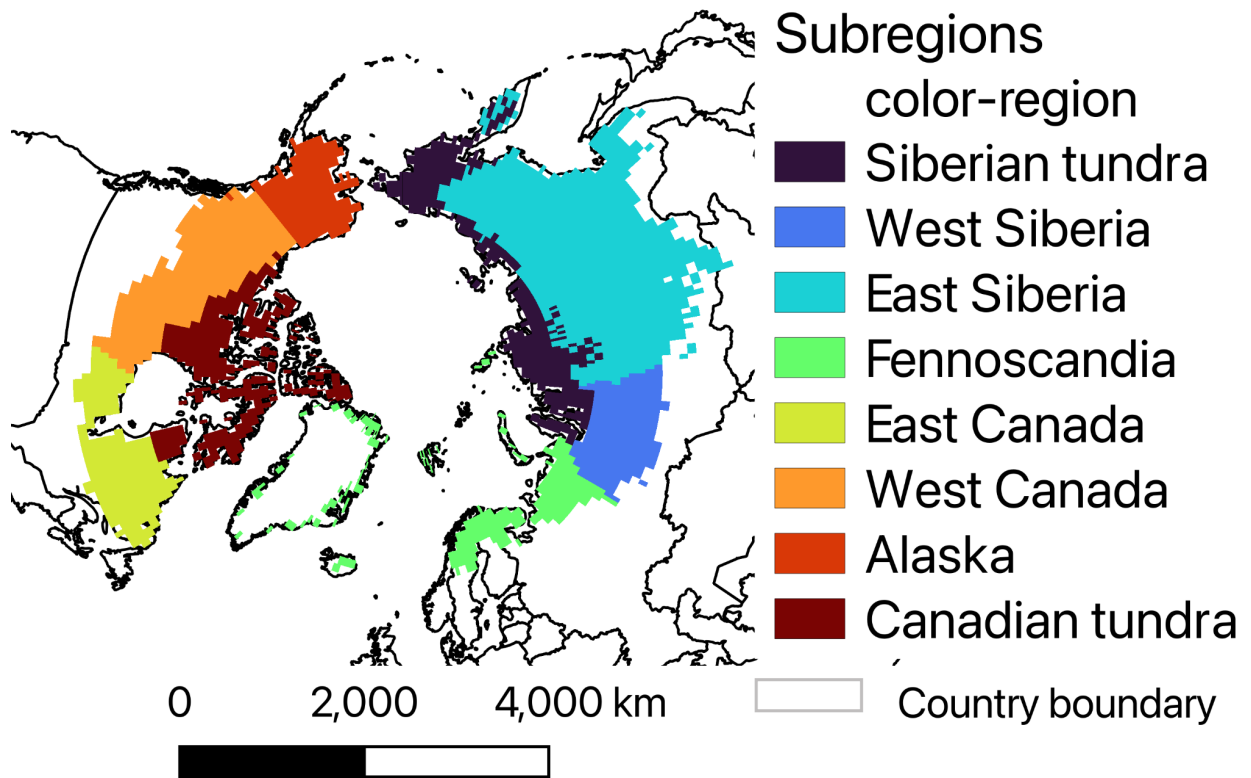 Subregions
color-region
Siberian tundra
West Siberia
East Siberia
Fennoscandia
East Canada
West Canada
Alaska
Canadian tundra
Country boundary
0 2,000 4,000 km